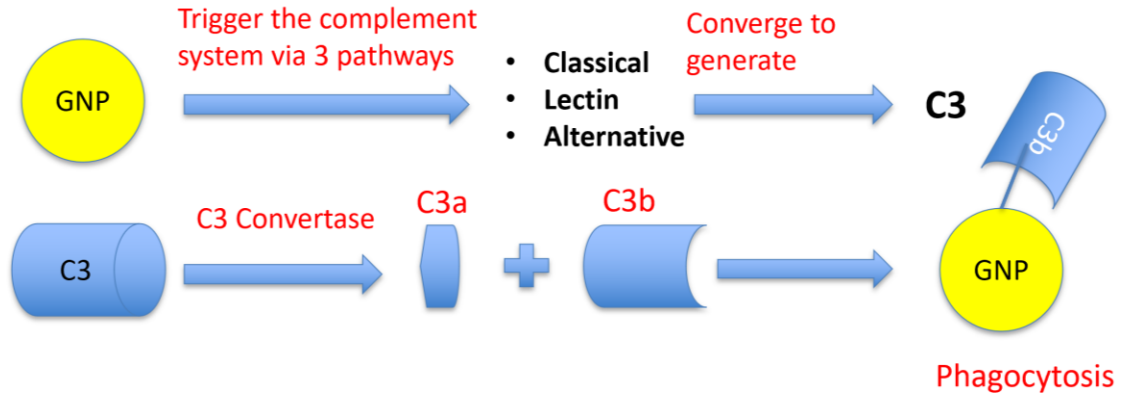 Trigger the complement
system via 3 pathways
Converge to
generate
GNP
• Classical
• Lectin
• Alternative
C3
C3b
C3 Convertase
C3a
C3b
C3
GNP
Phagocytosis